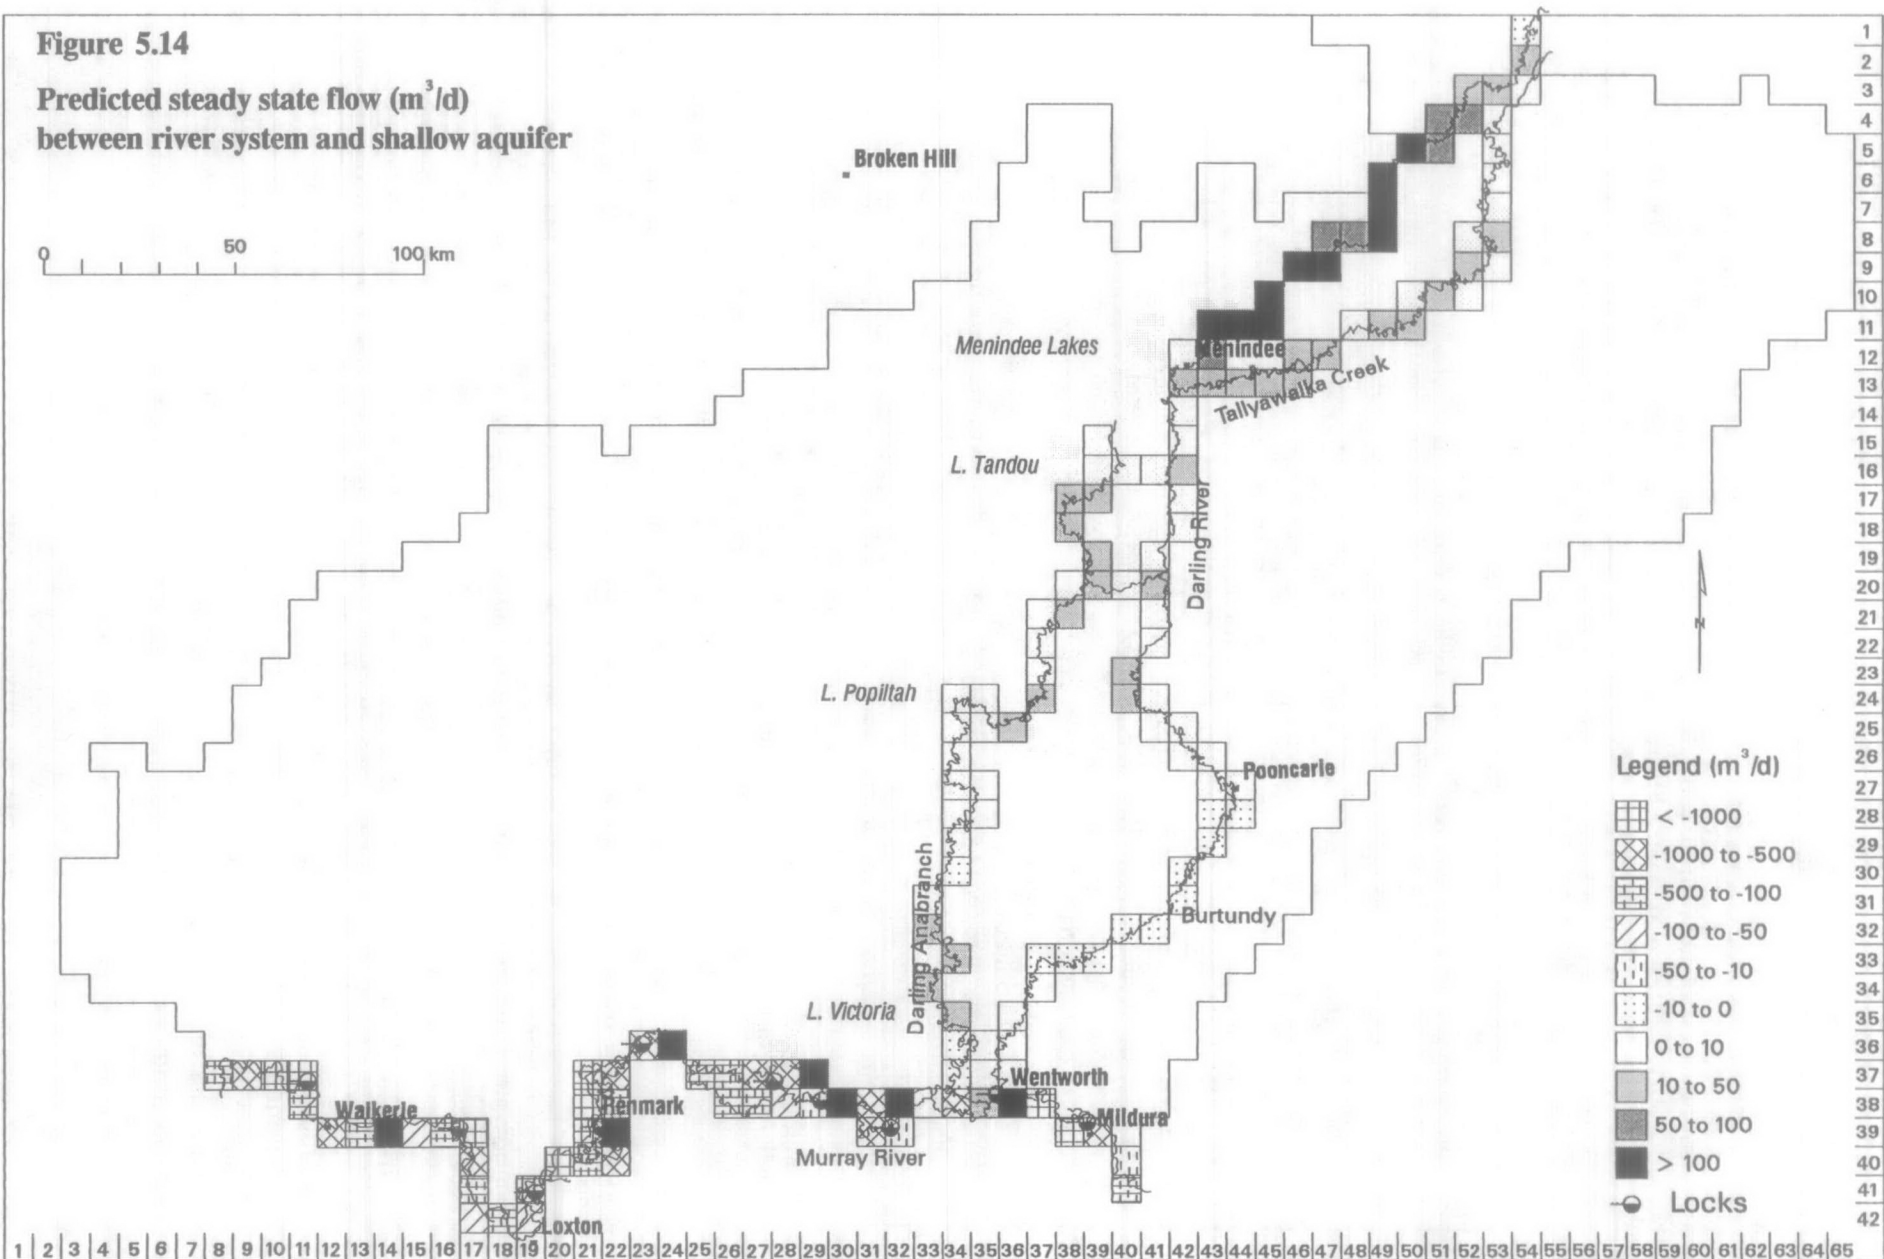 Figure 5.14
Predicted steady state flow (m³/d)
between river system and shallow aquifer
0 50 100 km
Broken Hill
Menindee Lakes
Menindee
Tallyawalka Creek
L. Tandou
Darling River
L. Popiltah
Pooncarie
Darling Anabranch
Burtundy
L. Victoria
Wentworth
Mildura
Renmark
Waikerie
Murray River
Loxton
N
Legend (m³/d)
< -1000
-1000 to -500
-500 to -100
-100 to -50
-50 to -10
-10 to 0
0 to 10
10 to 50
50 to 100
> 100
Locks
1
2
3
4
5
6
7
8
9
10
11
12
13
14
15
16
17
18
19
20
21
22
23
24
25
26
27
28
29
30
31
32
33
34
35
36
37
38
39
40
41
42
1 2 3 4 5 6 7 8 9 10 11 12 13 14 15 16 17 18 19 20 21 22 23 24 25 26 27 28 29 30 31 32 33 34 35 36 37 38 39 40 41 42 43 44 45 46 47 48 49 50 51 52 53 54 55 56 57 58 59 60 61 62 63 64 65